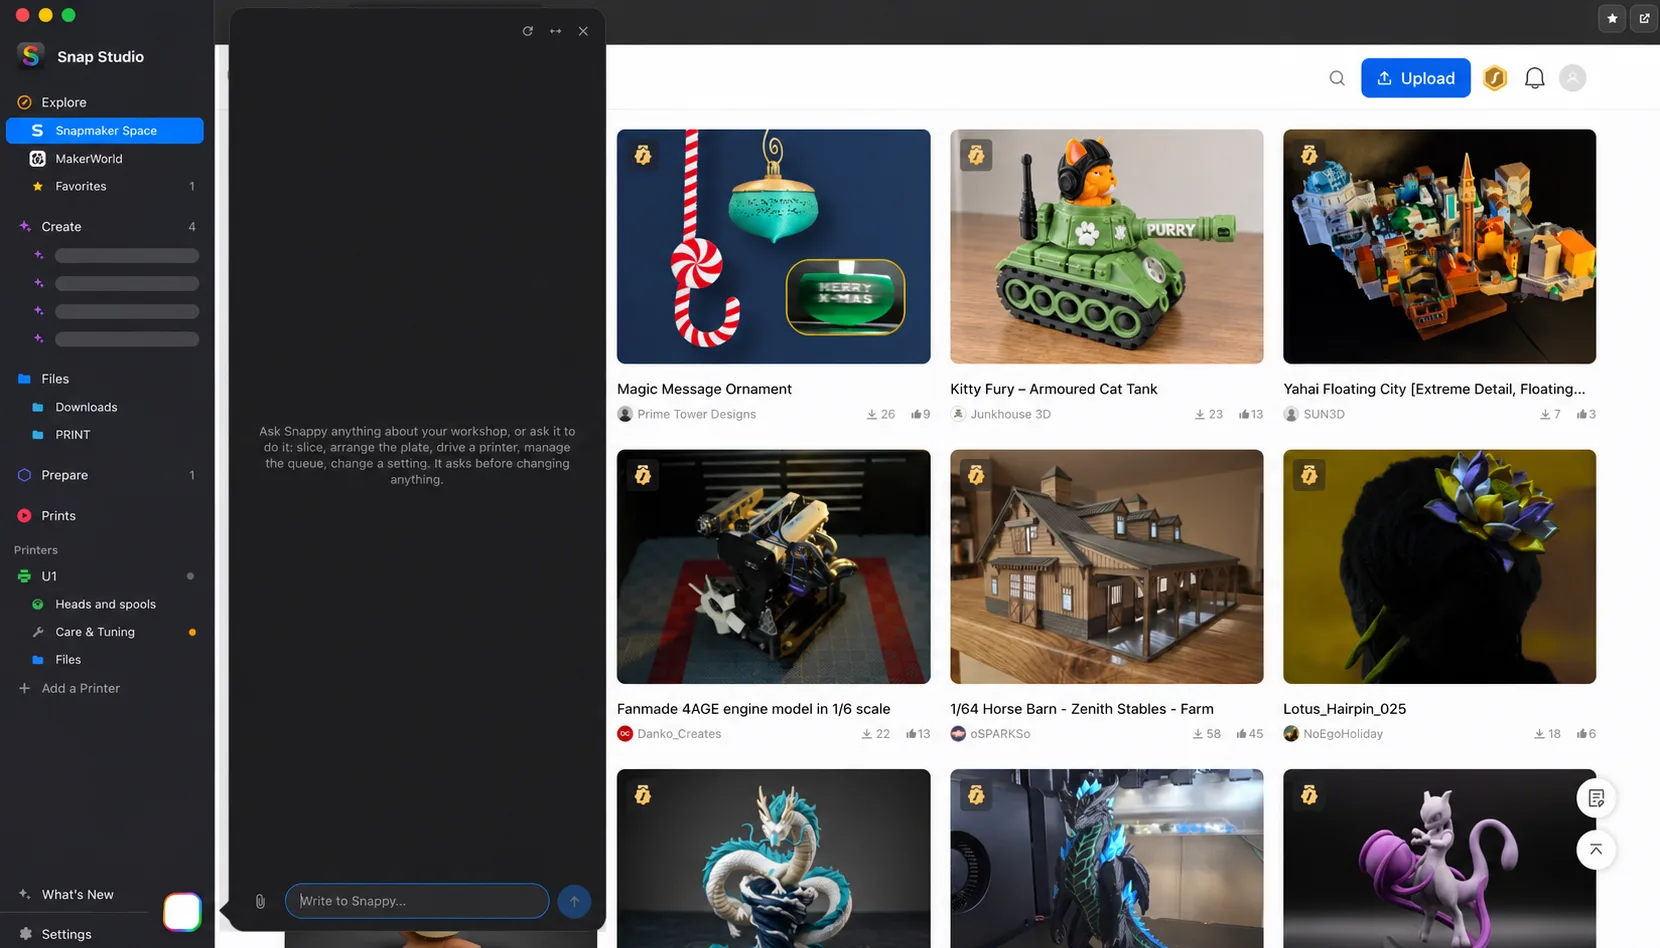 Snap Studio
Explore
Snapmaker Space
MakerWorld
Favorites 1
Create 4
Files
Downloads
PRINT
Prepare 1
Prints
Printers
U1
Heads and spools
Care & Tuning
Files
Add a Printer
What's New
Settings
Ask Snappy anything about your workshop, or ask it to
do it: slice, arrange the plate, drive a printer, manage
the queue, change a setting. It asks before changing
anything.
Write to Snappy...
Upload
MERRY
X-MAS
PURRY
Magic Message Ornament
Prime Tower Designs 26 9
Kitty Fury – Armoured Cat Tank
Junkhouse 3D 23 13
Yahai Floating City [Extreme Detail, Floating...
SUN3D 7 3
Fanmade 4AGE engine model in 1/6 scale
Danko_Creates 22 13
1/64 Horse Barn - Zenith Stables - Farm
oSPARKSo 58 45
Lotus_Hairpin_025
NoEgoHoliday 18 6